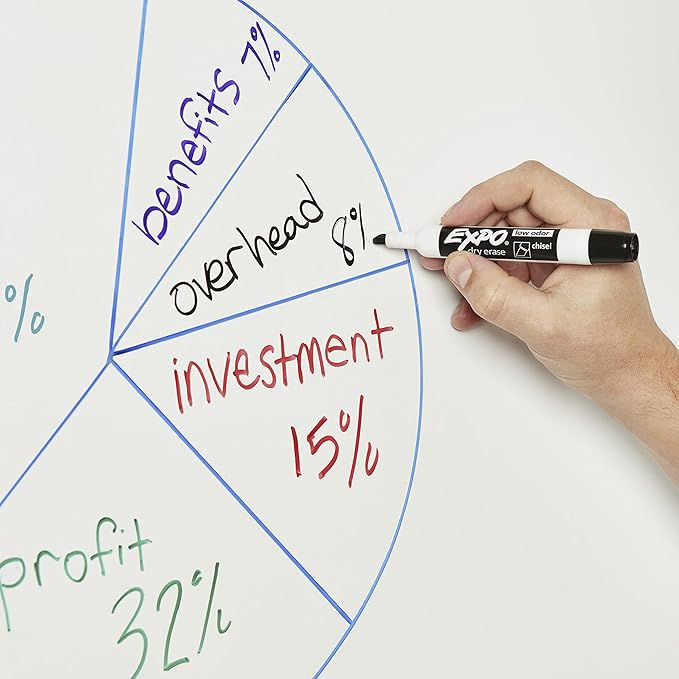 benefits 7%
overhead 8%
%
investment
15%
profit
32%
EXPO®
dry erase
low odor
chisel